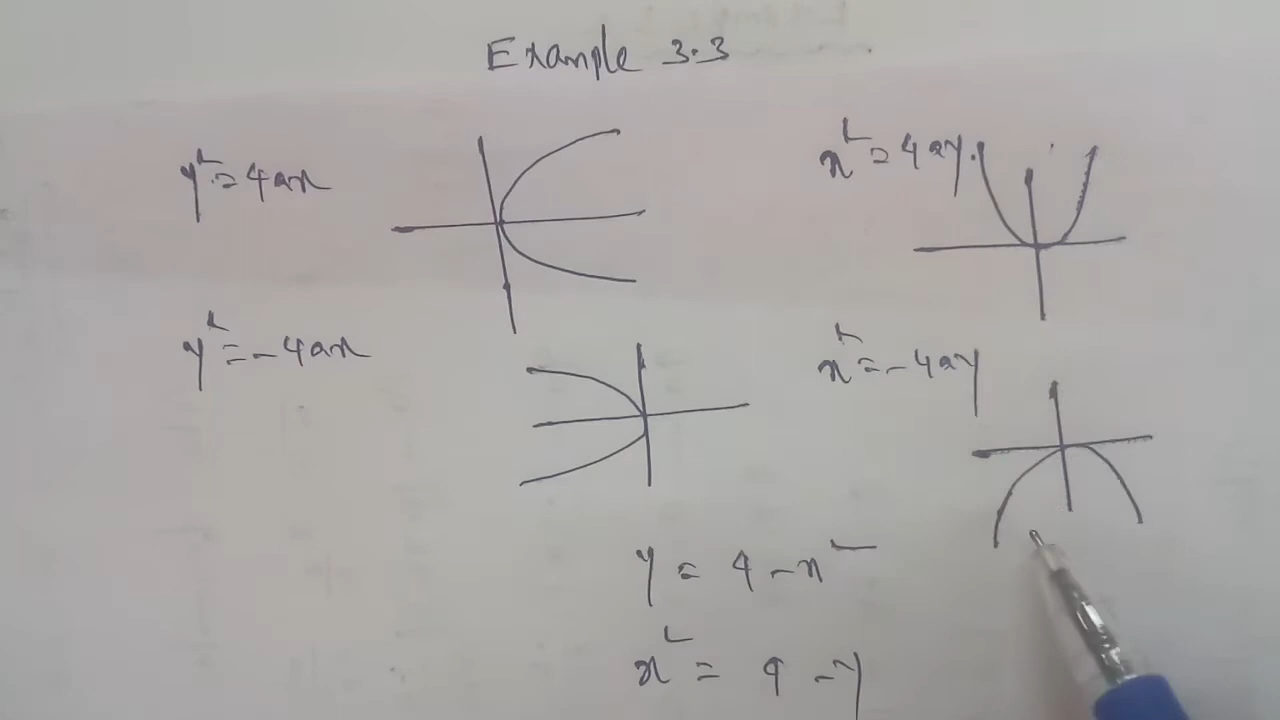 Example 3.3
y² = 4ax
x² = 4ay.
y² = -4ax
x² = -4ay
y = 4 - x²
x² = 4 - y